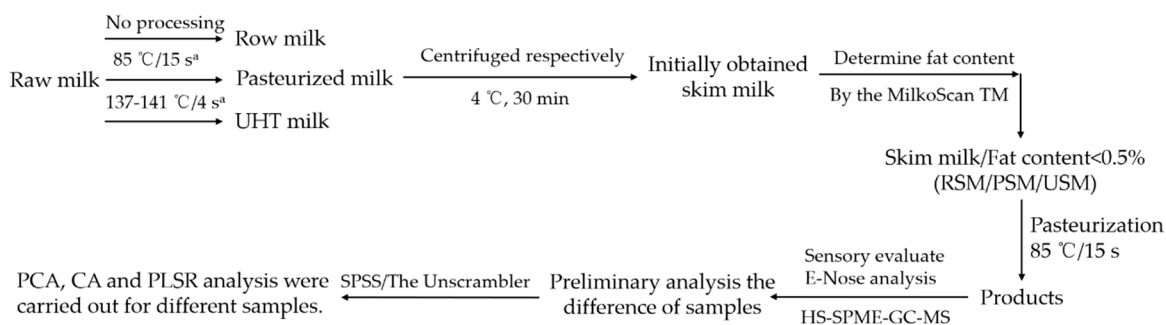 No processing
Row milk
85 ℃/15 sᵃ
Raw milk
Pasteurized milk
137-141 ℃/4 sᵃ
UHT milk
Centrifuged respectively
4 ℃, 30 min
Initially obtained
skim milk
Determine fat content
By the MilkoScan TM
Skim milk/Fat content<0.5%
(RSM/PSM/USM)
Pasteurization
85 ℃/15 s
Products
Sensory evaluate
E-Nose analysis
HS-SPME-GC-MS
Preliminary analysis the
difference of samples
SPSS/The Unscrambler
PCA, CA and PLSR analysis were
carried out for different samples.